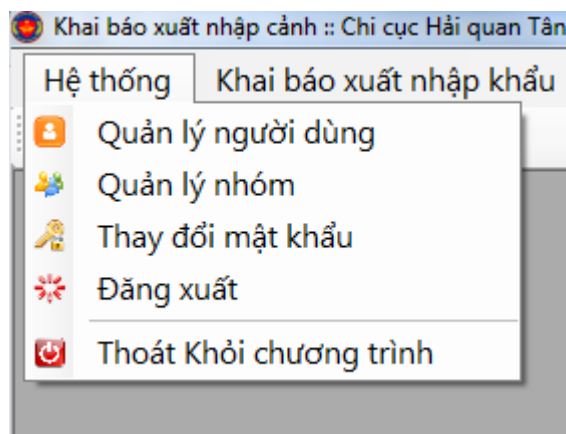 Khai báo xuất nhập cảnh :: Chi cục Hải quan Tân
Hệ thống Khai báo xuất nhập khẩu
Quản lý người dùng
Quản lý nhóm
Thay đổi mật khẩu
Đăng xuất
Thoát Khỏi chương trình